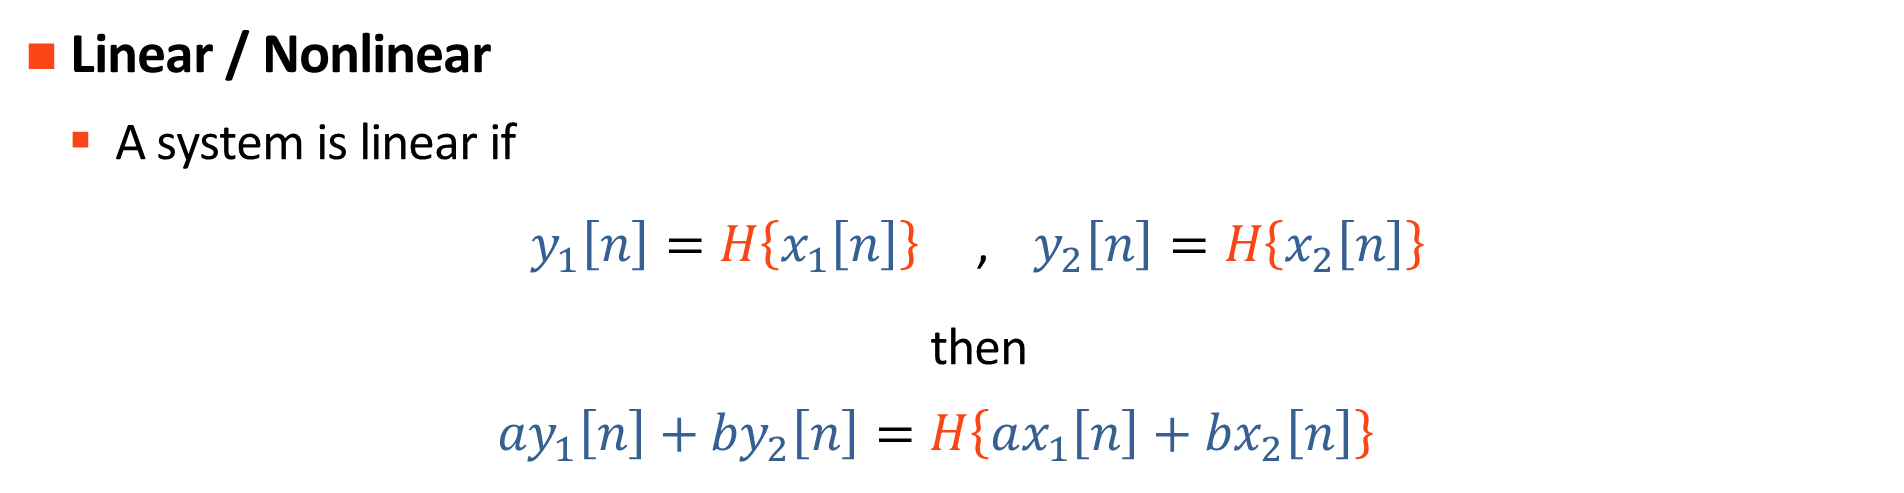 ■ Linear / Nonlinear
▪ A system is linear if
y₁[n] = H{x₁[n]} , y₂[n] = H{x₂[n]}
then
ay₁[n] + by₂[n] = H{ax₁[n] + bx₂[n]}